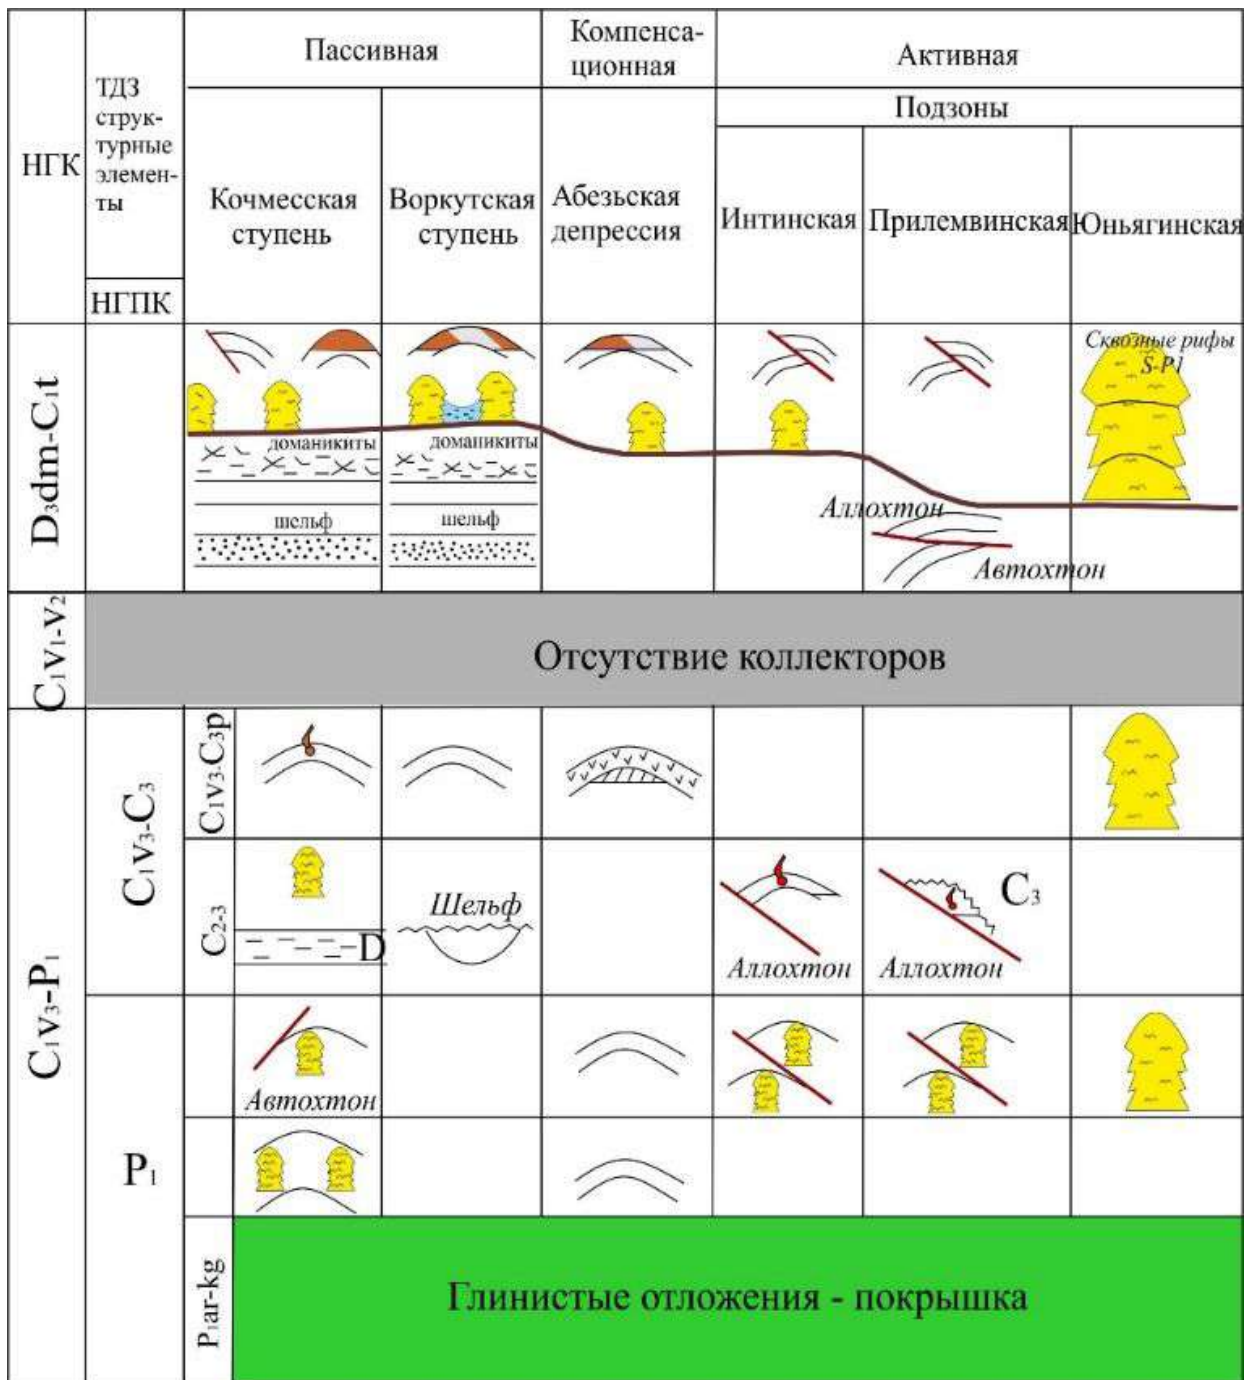 НГК
ТДЗ
струк-
турные
элемен-
ты
НГПК
Пассивная
Компенса-
ционная
Активная
Подзоны
Кочмесская
ступень
Воркутская
ступень
Абезьская
депрессия
Интинская
Прилемвинская
Юньягинская
D₃dm-C₁t
доманикиты
шельф
доманикиты
шельф
Аллохтон
Автохтон
Сквозные рифы
S-P1
C₁v₁-v₂
Отсутствие коллекторов
C₁v₃-P₁
C₁v₃-C₃
C₁v₃-C₃p
C₂₋₃
D
Шельф
Аллохтон
C₃
Аллохтон
P₁
Автохтон
P₁ar-kg
Глинистые отложения - покрышка